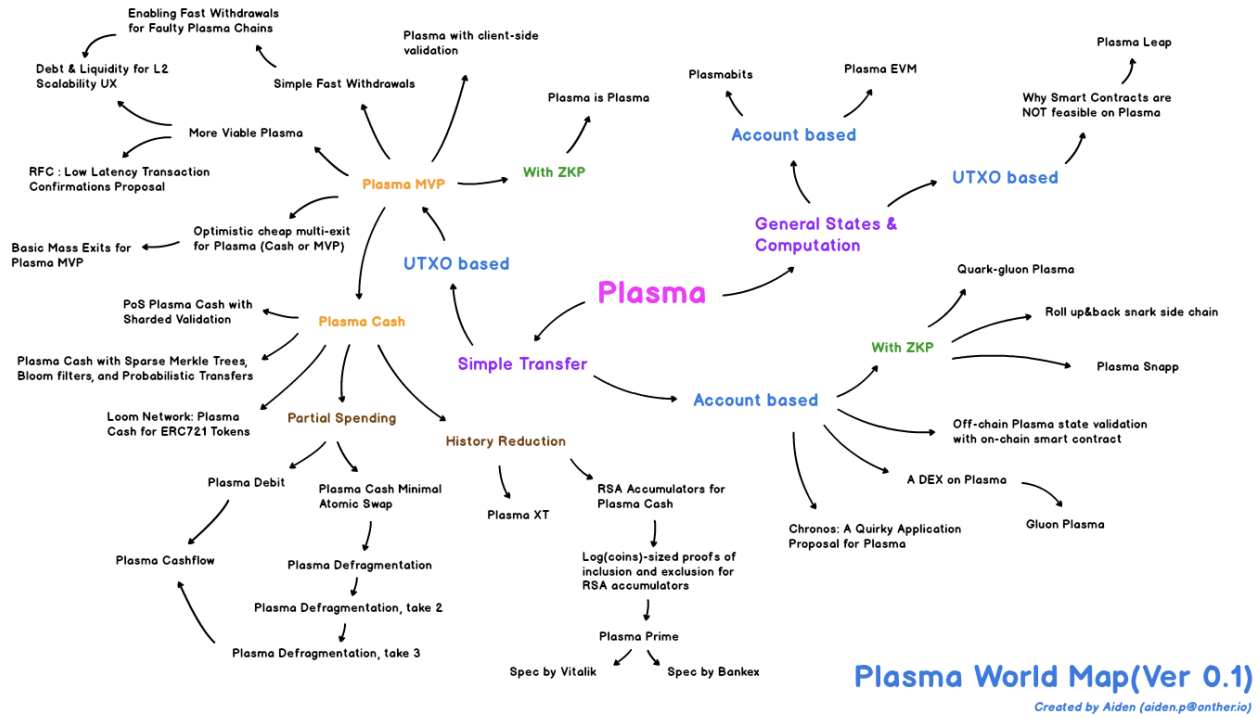 Enabling Fast Withdrawals
for Faulty Plasma Chains
Debt & Liquidity for L2
Scalability UX
Simple Fast Withdrawals
Plasma with client-side
validation
More Viable Plasma
RFC : Low Latency Transaction
Confirmations Proposal
Plasma MVP
Plasma is Plasma
With ZKP
Optimistic cheap multi-exit
for Plasma (Cash or MVP)
Basic Mass Exits for
Plasma MVP
UTXO based
Plasmabits
Plasma EVM
Account based
Plasma Leap
Why Smart Contracts are
NOT feasible on Plasma
UTXO based
General States &
Computation
Plasma
Simple Transfer
PoS Plasma Cash with
Sharded Validation
Plasma Cash
Plasma Cash with Sparse Merkle Trees,
Bloom filters, and Probabilistic Transfers
Loom Network: Plasma
Cash for ERC721 Tokens
Partial Spending
History Reduction
Plasma Debit
Plasma Cash Minimal
Atomic Swap
Plasma Cashflow
Plasma Defragmentation
Plasma Defragmentation, take 2
Plasma Defragmentation, take 3
Plasma XT
RSA Accumulators for
Plasma Cash
Log(coins)-sized proofs of
inclusion and exclusion for
RSA accumulators
Plasma Prime
Spec by Vitalik
Spec by Bankex
Account based
With ZKP
Quark-gluon Plasma
Roll up&back snark side chain
Plasma Snapp
Off-chain Plasma state validation
with on-chain smart contract
A DEX on Plasma
Gluon Plasma
Chronos: A Quirky Application
Proposal for Plasma
Plasma World Map(Ver 0.1)
Created by Aiden (aiden.p@onther.io)